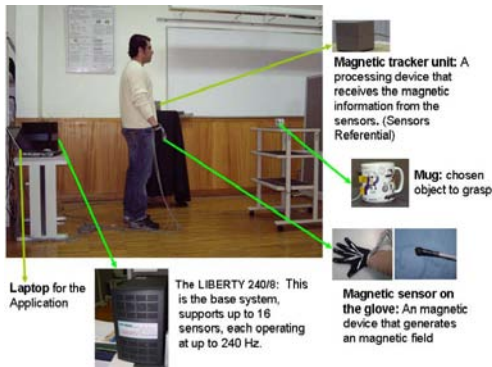 Magnetic tracker unit: A
processing device that
receives the magnetic
information from the
sensors. (Sensors
Referential)
Mug: chosen
object to grasp
Laptop for the
Application
The LIBERTY 240/8: This
is the base system,
supports up to 16
sensors, each operating
at up to 240 Hz.
Magnetic sensor on
the glove: An magnetic
device that generates
an magnetic field